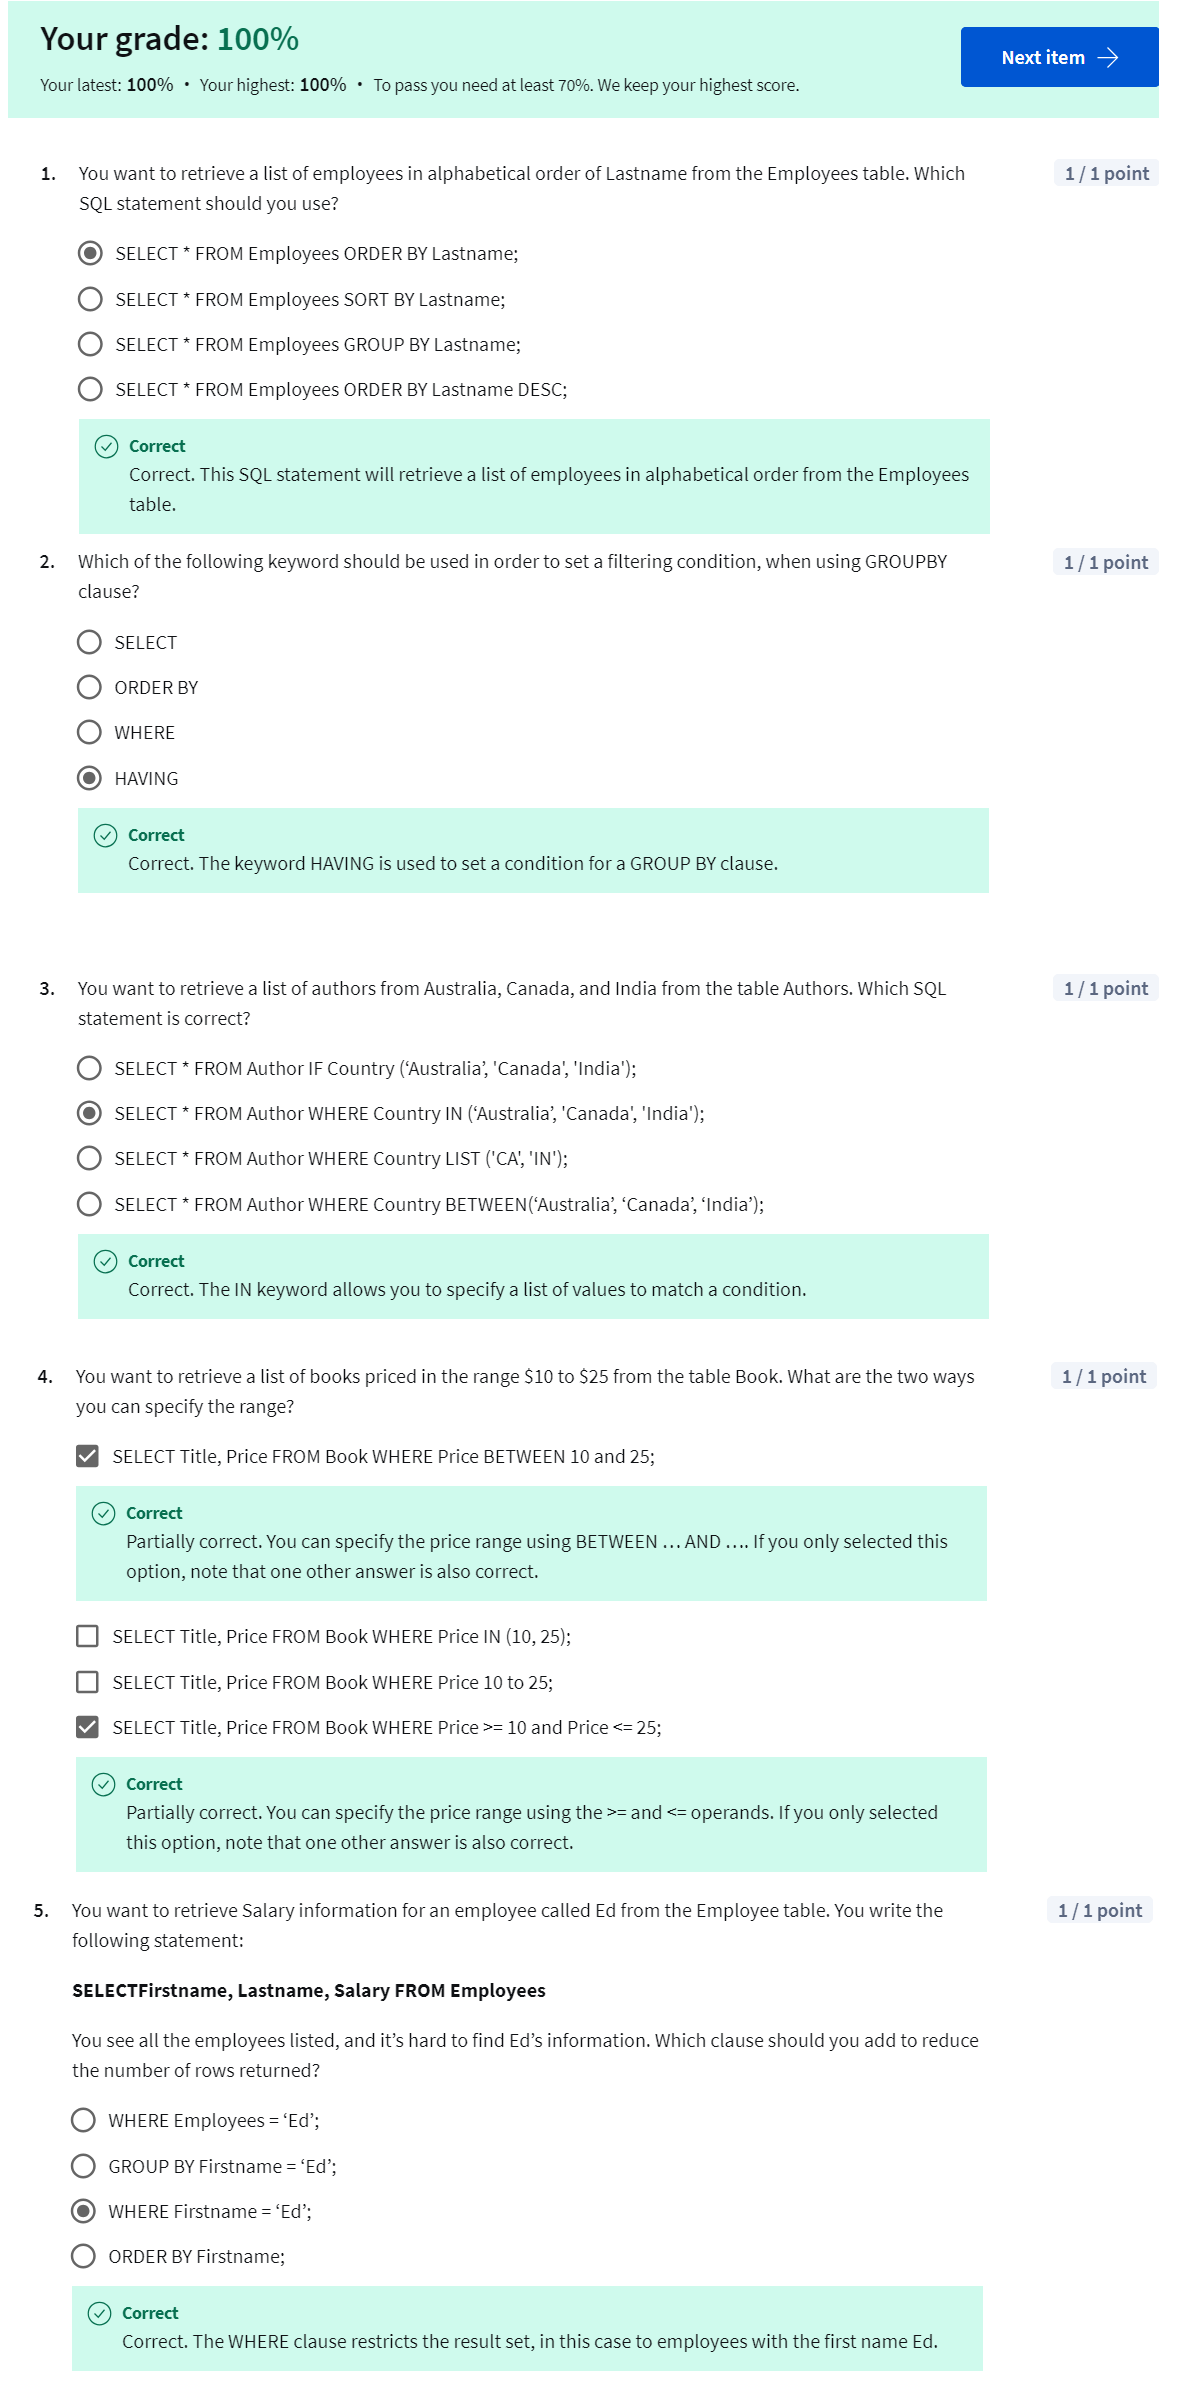 Your grade: 100%
Next item
Your latest: 100% • Your highest: 100% • To pass you need at least 70%. We keep your highest score.
1. You want to retrieve a list of employees in alphabetical order of Lastname from the Employees table. Which
1 / 1 point
SQL statement should you use?
SELECT * FROM Employees ORDER BY Lastname;
SELECT * FROM Employees SORT BY Lastname;
SELECT * FROM Employees GROUP BY Lastname;
SELECT * FROM Employees ORDER BY Lastname DESC;
Correct
Correct. This SQL statement will retrieve a list of employees in alphabetical order from the Employees
table.
2. Which of the following keyword should be used in order to set a filtering condition, when using GROUPBY
1 / 1 point
clause?
SELECT
ORDER BY
WHERE
HAVING
Correct
Correct. The keyword HAVING is used to set a condition for a GROUP BY clause.
3. You want to retrieve a list of authors from Australia, Canada, and India from the table Authors. Which SQL
1 / 1 point
statement is correct?
SELECT * FROM Author IF Country (‘Australia’, 'Canada', 'India');
SELECT * FROM Author WHERE Country IN (‘Australia’, 'Canada', 'India');
SELECT * FROM Author WHERE Country LIST ('CA', 'IN');
SELECT * FROM Author WHERE Country BETWEEN(‘Australia’, ‘Canada’, ‘India’);
Correct
Correct. The IN keyword allows you to specify a list of values to match a condition.
4. You want to retrieve a list of books priced in the range $10 to $25 from the table Book. What are the two ways
1 / 1 point
you can specify the range?
SELECT Title, Price FROM Book WHERE Price BETWEEN 10 and 25;
Correct
Partially correct. You can specify the price range using BETWEEN … AND …. If you only selected this
option, note that one other answer is also correct.
SELECT Title, Price FROM Book WHERE Price IN (10, 25);
SELECT Title, Price FROM Book WHERE Price 10 to 25;
SELECT Title, Price FROM Book WHERE Price >= 10 and Price <= 25;
Correct
Partially correct. You can specify the price range using the >= and <= operands. If you only selected
this option, note that one other answer is also correct.
5. You want to retrieve Salary information for an employee called Ed from the Employee table. You write the
1 / 1 point
following statement:
SELECTFirstname, Lastname, Salary FROM Employees
You see all the employees listed, and it’s hard to find Ed’s information. Which clause should you add to reduce
the number of rows returned?
WHERE Employees = ‘Ed’;
GROUP BY Firstname = ‘Ed’;
WHERE Firstname = ‘Ed’;
ORDER BY Firstname;
Correct
Correct. The WHERE clause restricts the result set, in this case to employees with the first name Ed.